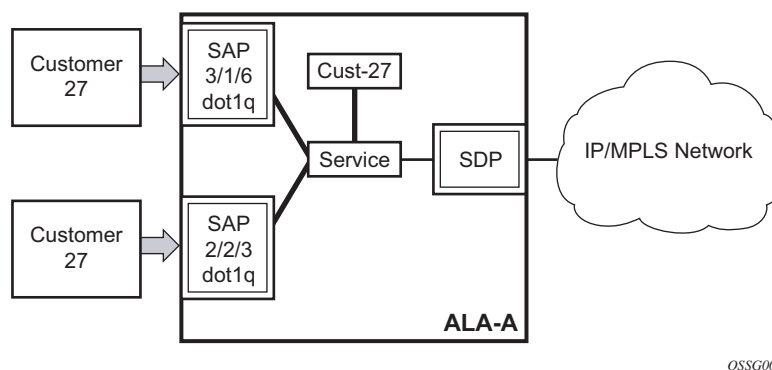 Customer
27
SAP
3/1/6
dot1q
Cust-27
Service
SDP
IP/MPLS Network
Customer
27
SAP
2/2/3
dot1q
ALA-A